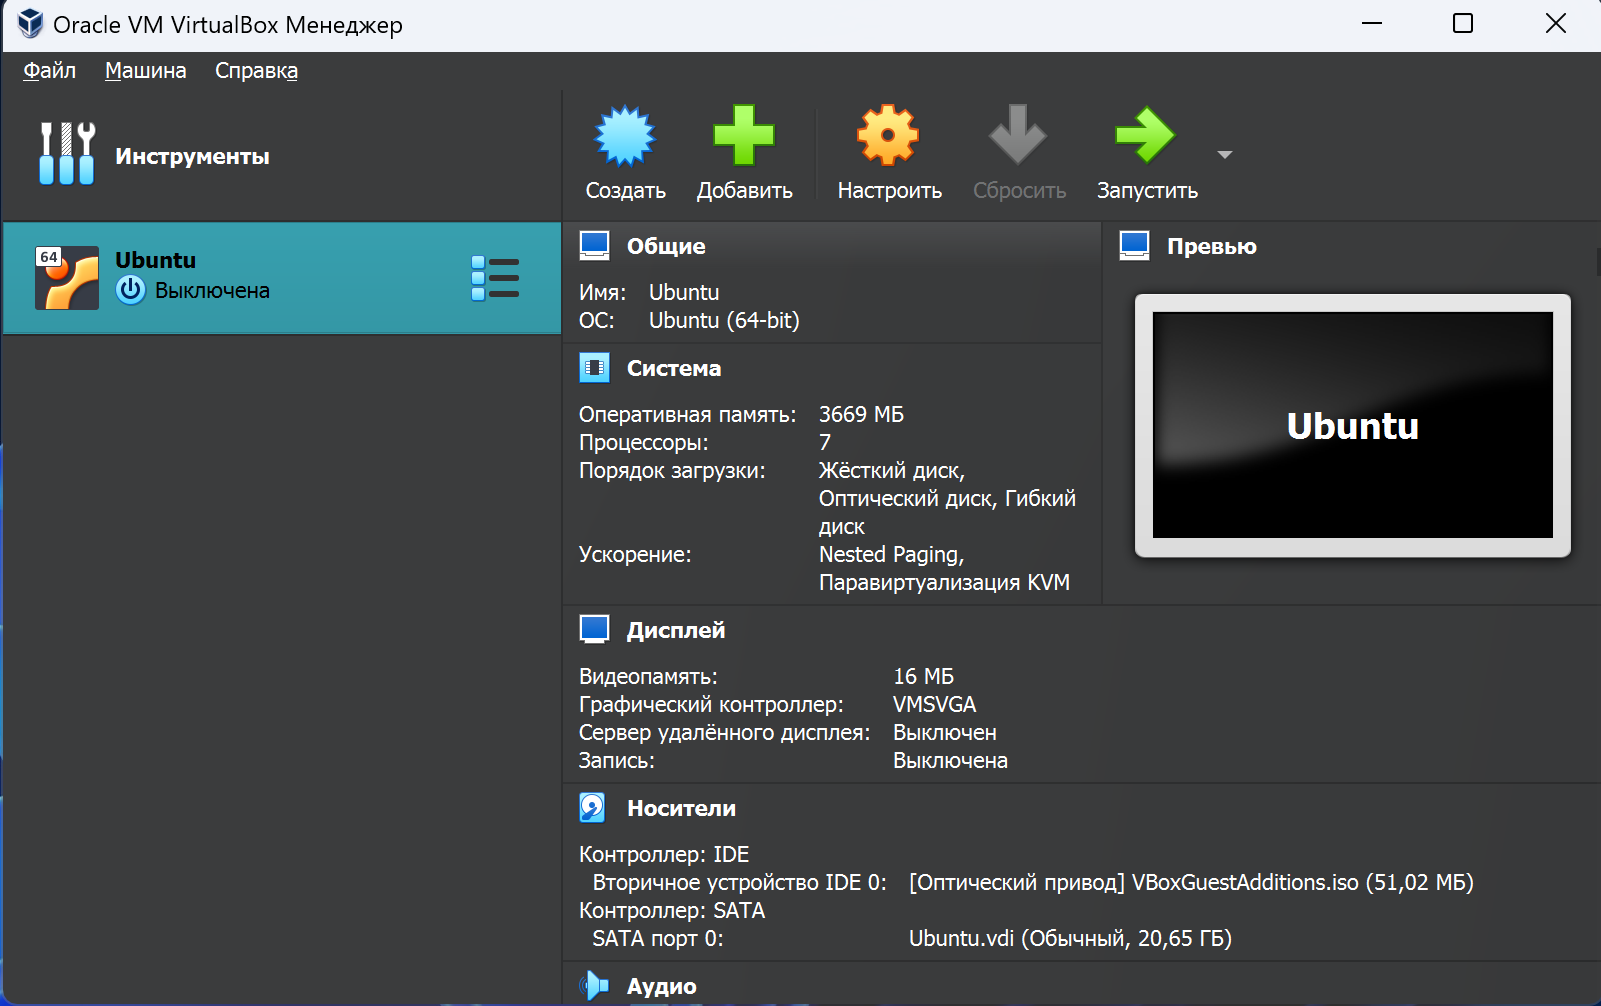 Oracle VM VirtualBox Менеджер
Файл Машина Справка
Инструменты
Создать Добавить Настроить Сбросить Запустить
64
Ubuntu
Выключена
Общие
Имя: Ubuntu
ОС: Ubuntu (64-bit)
Система
Оперативная память: 3669 МБ
Процессоры: 7
Порядок загрузки: Жёсткий диск,
Оптический диск, Гибкий
диск
Ускорение: Nested Paging,
Паравиртуализация KVM
Превью
Ubuntu
Дисплей
Видеопамять: 16 МБ
Графический контроллер: VMSVGA
Сервер удалённого дисплея: Выключен
Запись: Выключена
Носители
Контроллер: IDE
Вторичное устройство IDE 0: [Оптический привод] VBoxGuestAdditions.iso (51,02 МБ)
Контроллер: SATA
SATA порт 0: Ubuntu.vdi (Обычный, 20,65 ГБ)
Аудио